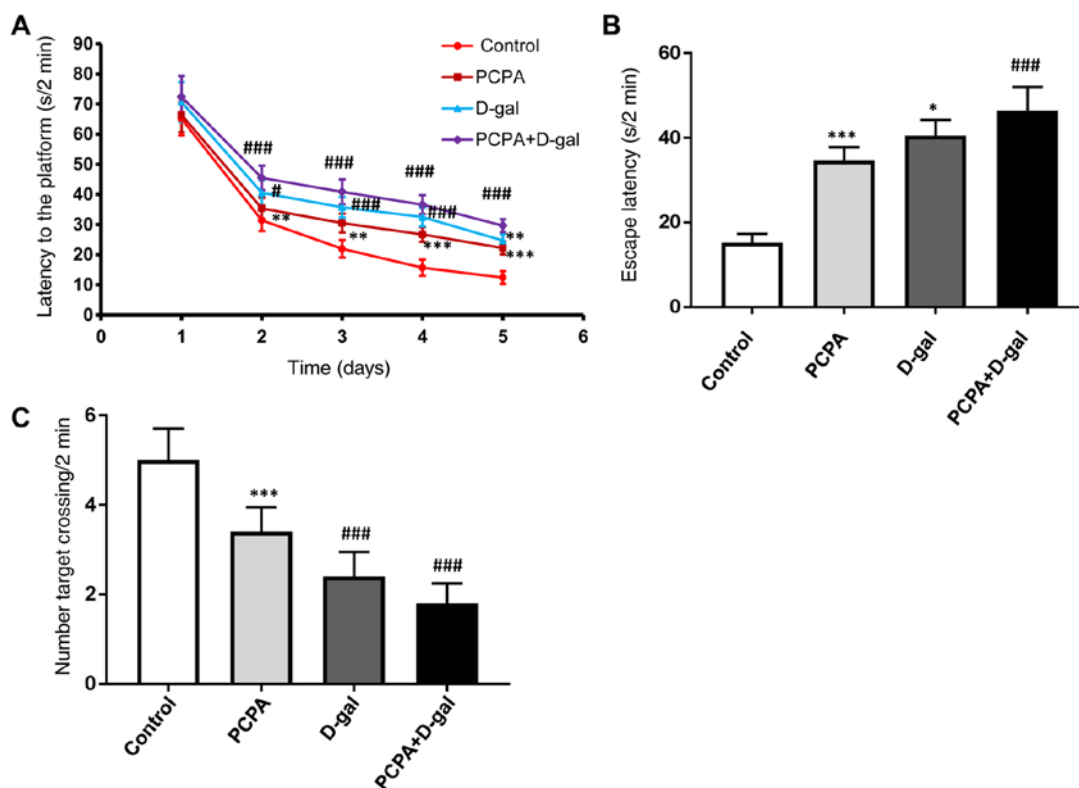 A
Latency to the platform (s/2 min)
90
80
70
60
50
40
30
20
10
0
0
1
2
3
4
5
6
Time (days)
Control
PCPA
D-gal
PCPA+D-gal
###
###
###
###
#
###
###
**
**
**
***
***
B
Escape latency (s/2 min)
60
40
20
0
***
*
###
Control
PCPA
D-gal
PCPA+D-gal
C
Number target crossing/2 min
6
4
2
0
***
###
###
Control
PCPA
D-gal
PCPA+D-gal